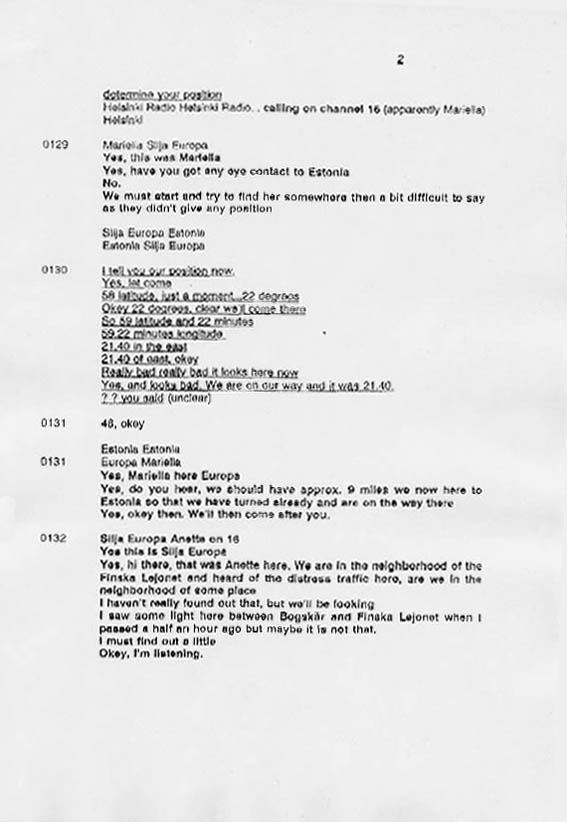 2
determine your position
Helsinki Radio Helsinki Radio. . calling on channel 16 (apparently Mariella)
Helsinki
0129 Mariella Silja Europa
Yes, this was Mariella
Yes, have you got any eye contact to Estonia
No.
We must start and try to find her somewhere then a bit difficult to say
as they didn't give any position
Silja Europa Estonia
Estonia Silja Europa
0130 I tell you our position now.
Yes, let come
58 latitude, just a moment...22 degrees
Okey 22 degrees, clear we'll come there
So 59 latitude and 22 minutes
59.22 minutes longitude
21.40 in the east
21.40 of east, okey
Really bad really bad it looks here now
Yes, and looks bad. We are on our way and it was 21.40.
? ? you said (unclear)
0131 48, okey
Estonia Estonia
0131 Europa Mariella
Yes, Mariella here Europa
Yes, do you hear, we should have approx. 9 miles we now here to
Estonia so that we have turned already and are on the way there
Yes, okey then. We'll then come after you.
0132 Silja Europa Anette on 16
Yes this is Silja Europe
Yes, hi there, that was Anette here. We are in the neighborhood of the
Finska Lejonet and heard of the distress traffic here, are we in the
neighborhood of some place
I haven't really found out that, but we'll be looking
I saw some light here between Bogskär and Finska Lejonet when I
passed a half an hour ago but maybe it is not that.
I must find out a little
Okey, I'm listening.